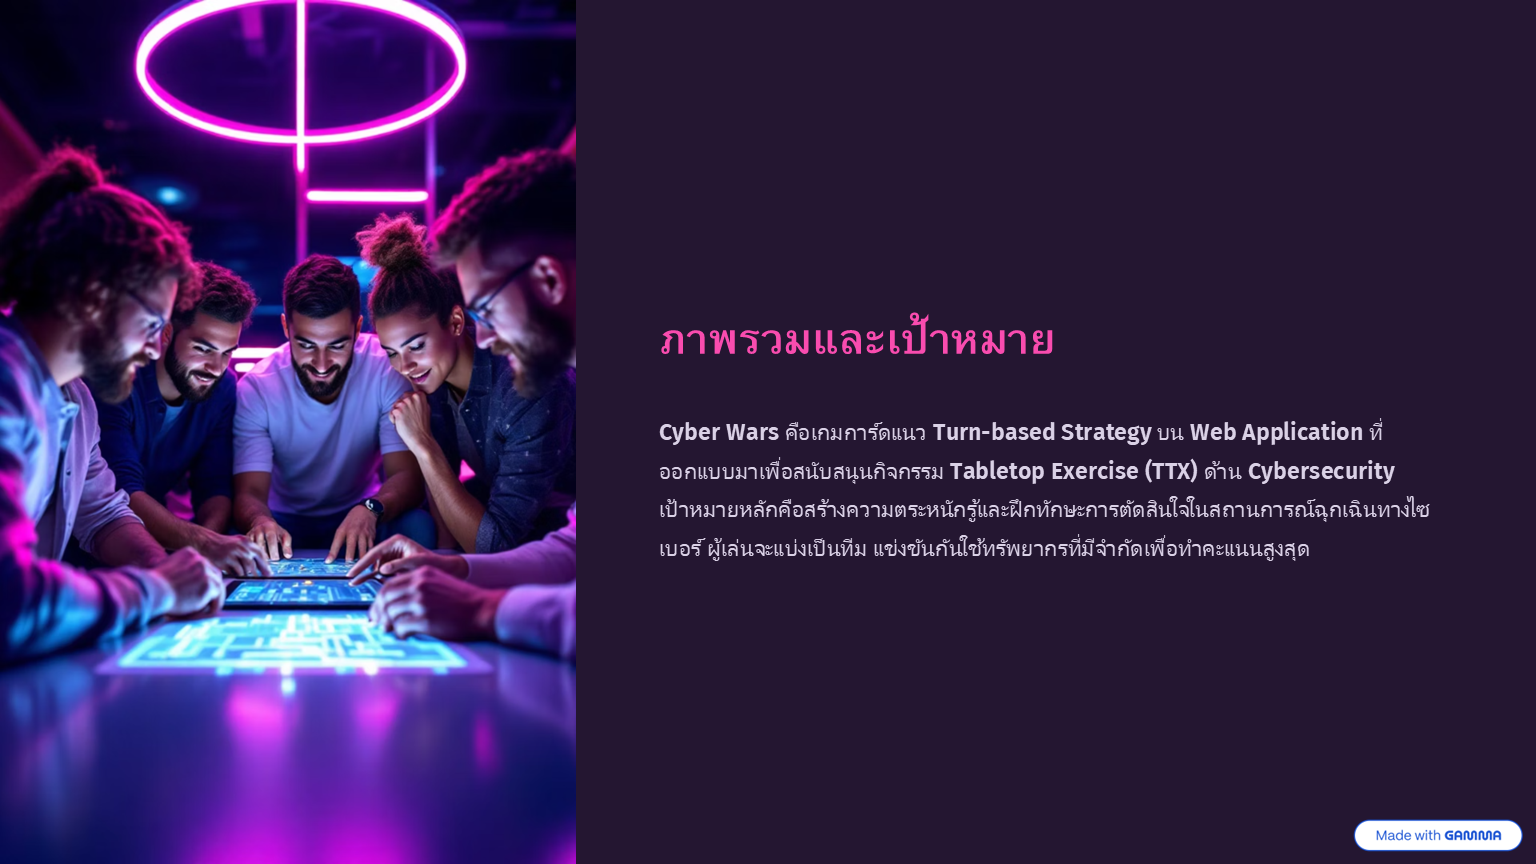 ภาพรวมและเป้าหมาย
Cyber Wars คือเกมการ์ดแนว Turn-based Strategy บน Web Application ที่
ออกแบบมาเพื่อสนับสนุนกิจกรรม Tabletop Exercise (TTX) ด้าน Cybersecurity
เป้าหมายหลักคือสร้างความตระหนักรู้และฝึกทักษะการตัดสินใจในสถานการณ์ฉุกเฉินทางไซ
เบอร์ ผู้เล่นจะแบ่งเป็นทีม แข่งขันกันใช้ทรัพยากรที่มีจำกัดเพื่อทำคะแนนสูงสุด
Made with GAMMA